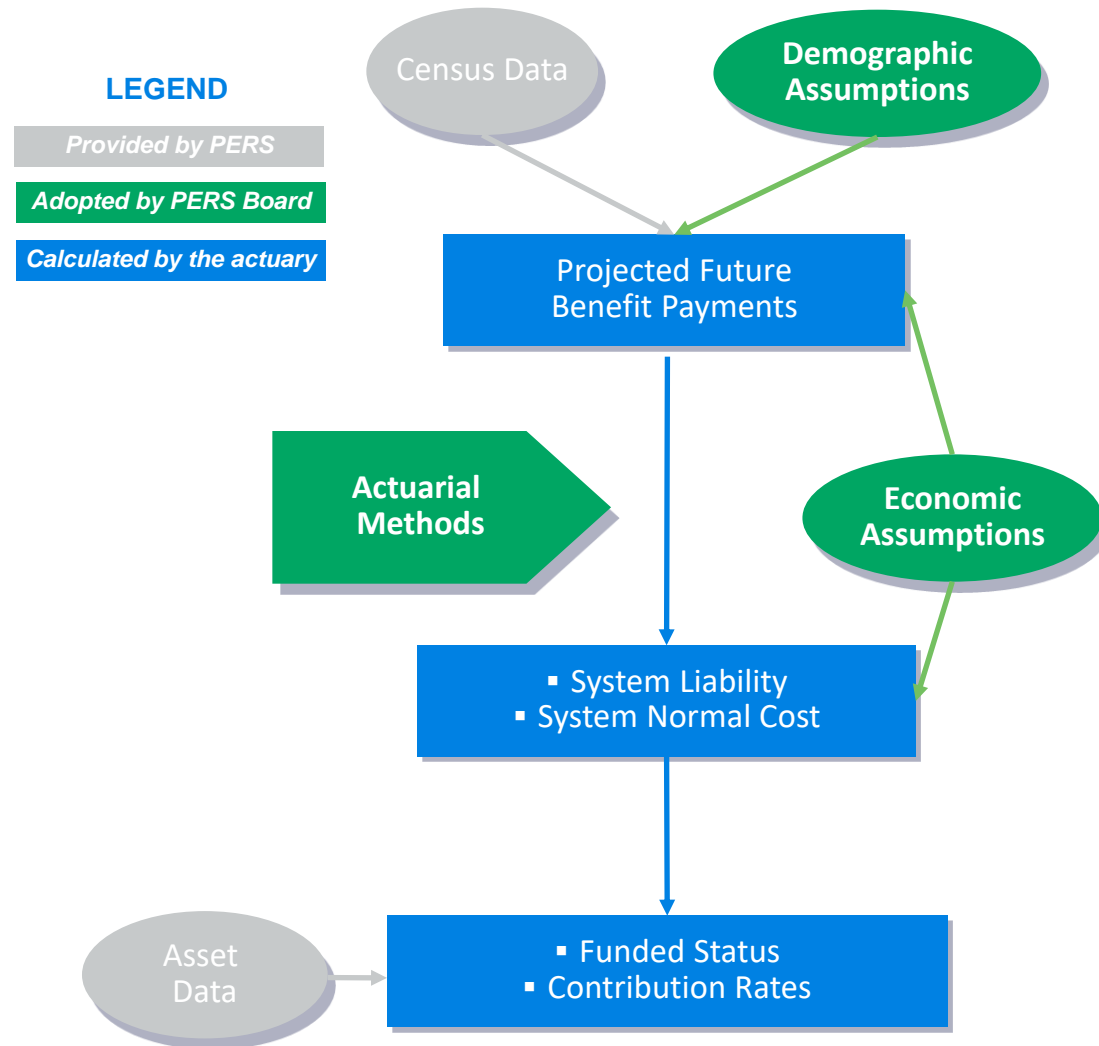 Census Data
Demographic
Assumptions
LEGEND
Provided by PERS
Adopted by PERS Board
Calculated by the actuary
Projected Future
Benefit Payments
Actuarial
Methods
Economic
Assumptions
▪ System Liability
▪ System Normal Cost
Asset
Data
▪ Funded Status
▪ Contribution Rates